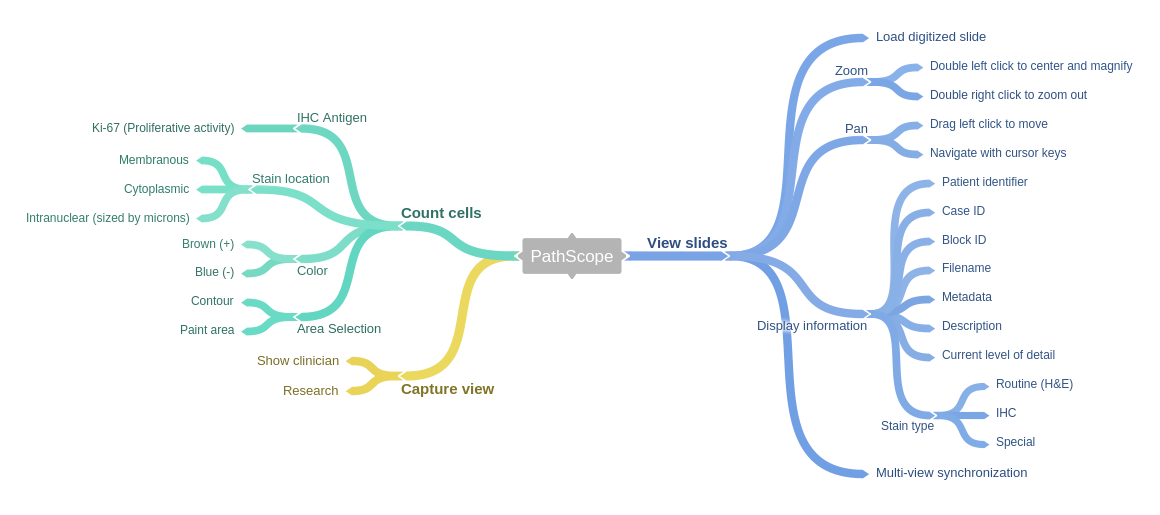 PathScope
Count cells
IHC Antigen
Ki-67 (Proliferative activity)
Stain location
Membranous
Cytoplasmic
Intranuclear (sized by microns)
Color
Brown (+)
Blue (-)
Area Selection
Contour
Paint area
Capture view
Show clinician
Research
View slides
Load digitized slide
Zoom
Double left click to center and magnify
Double right click to zoom out
Pan
Drag left click to move
Navigate with cursor keys
Display information
Patient identifier
Case ID
Block ID
Filename
Metadata
Description
Current level of detail
Stain type
Routine (H&E)
IHC
Special
Multi-view synchronization